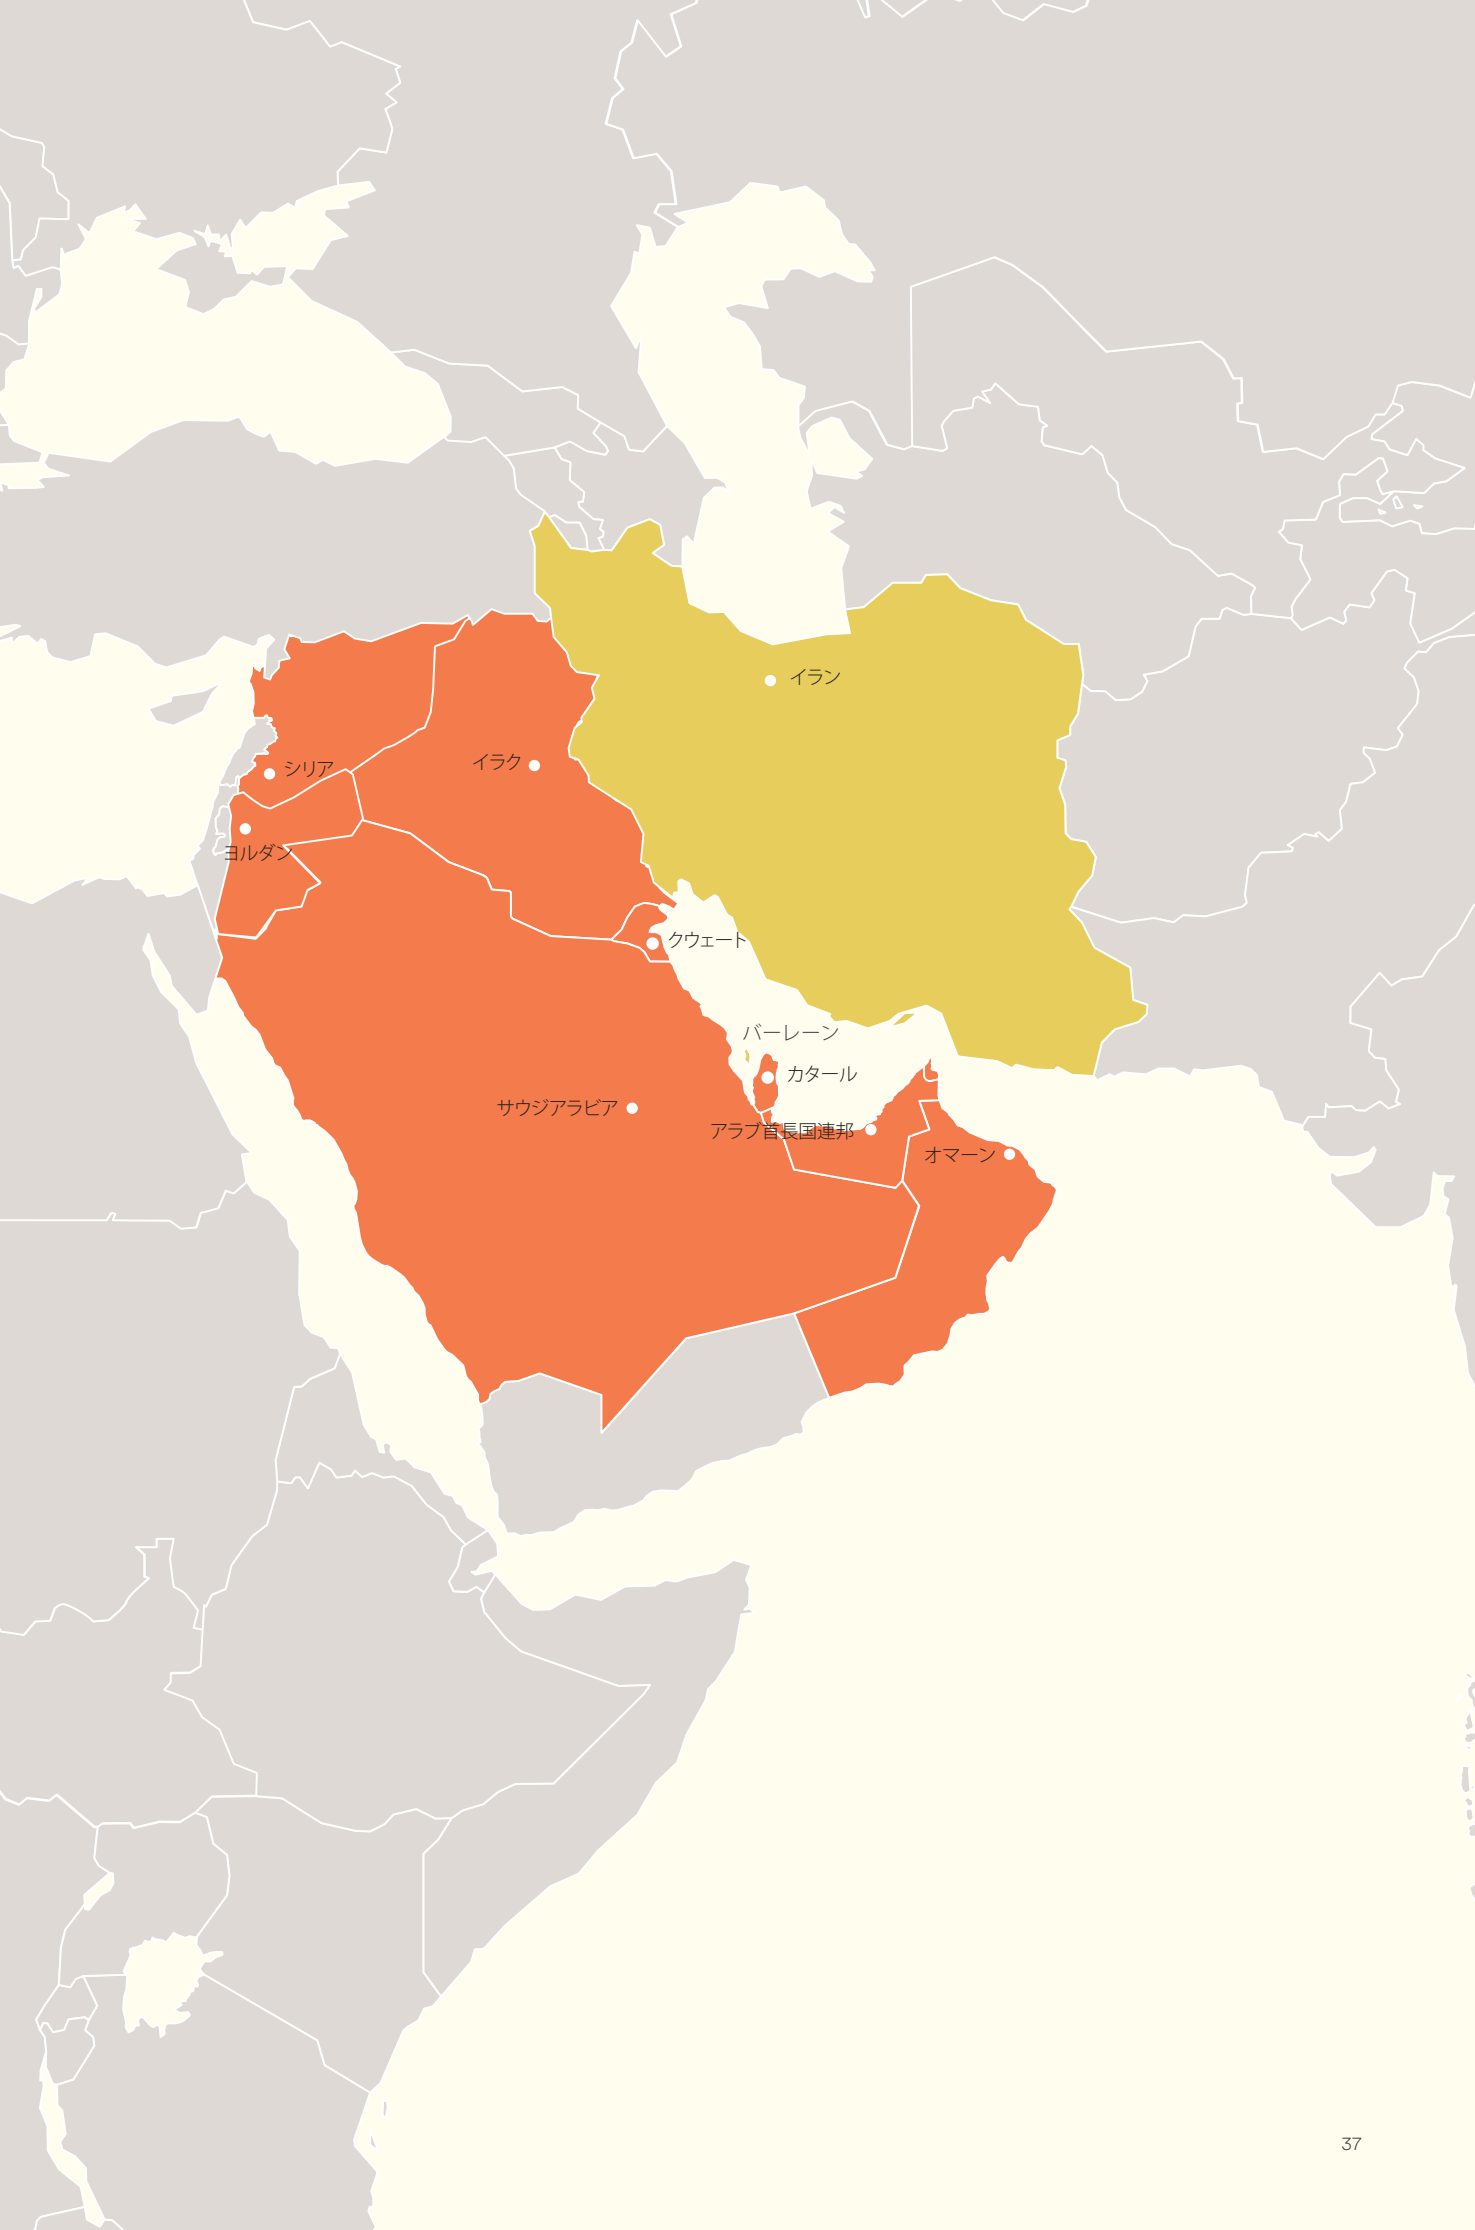 イラン
シリア
イラク
ヨルダン
クウェート
バーレーン
カタール
サウジアラビア
アラブ首長国連邦
オマーン
37